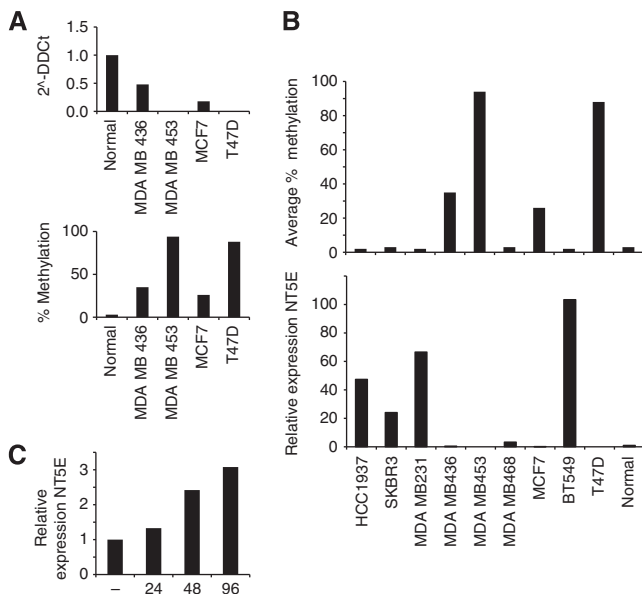 A
2^-DDCt
1.5
1.0
0.5
0.0
Normal
MDA MB 436
MDA MB 453
MCF7
T47D
% Methylation
100
50
0
Normal
MDA MB 436
MDA MB 453
MCF7
T47D
B
Average % methylation
100
80
60
40
20
0
Relative expression NT5E
100
80
60
40
20
0
HCC1937
SKBR3
MDA MB231
MDA MB436
MDA MB453
MDA MB468
MCF7
BT549
T47D
Normal
C
Relative
expression NT5E
3
2
1
0
– 24 48 96